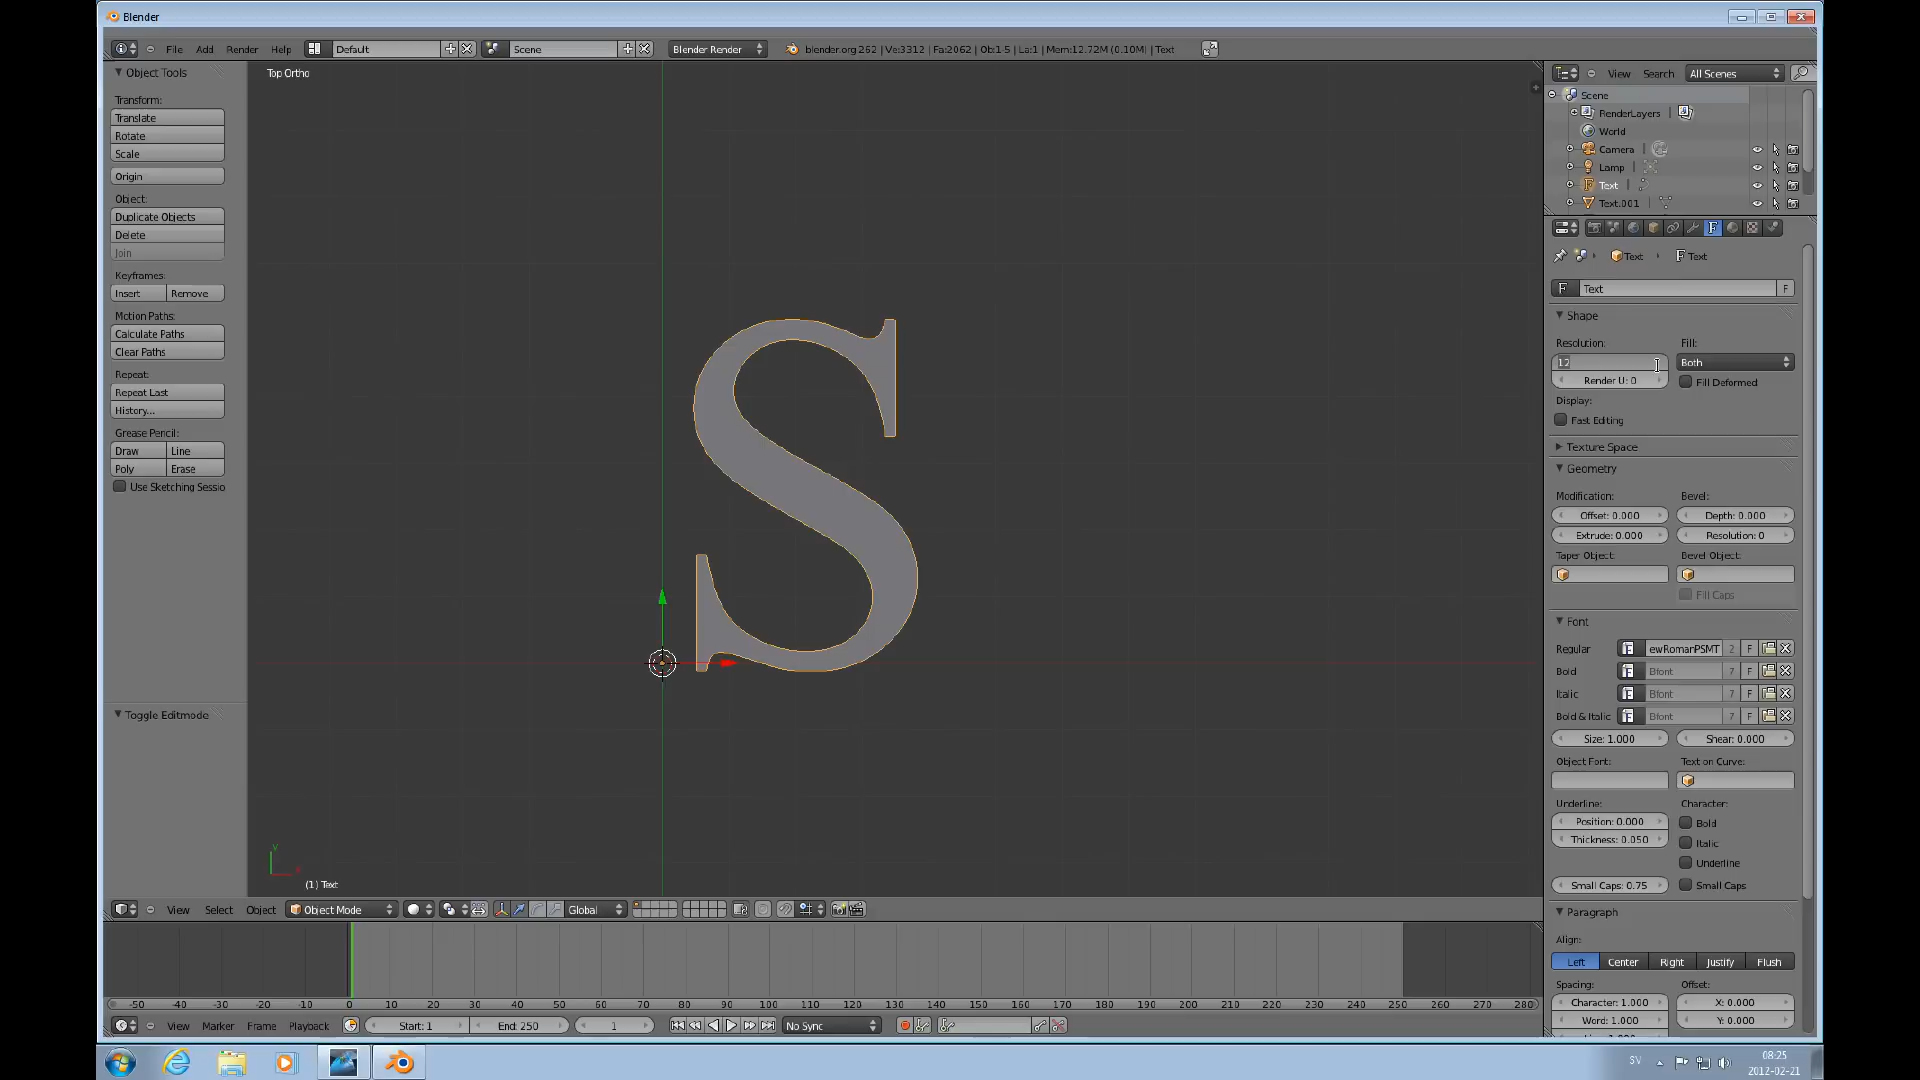 Blender
File Add Render Help Default Scene Blender Render blender.org 262 | Ve:3312 | Fa:2062 | Ob:1-5 | La:1 | Mem:12.72M (0.10M) | Text
Object Tools
Transform:
Translate
Rotate
Scale
Origin
Object:
Duplicate Objects
Delete
Join
Keyframes:
Insert Remove
Motion Paths:
Calculate Paths
Clear Paths
Repeat:
Repeat Last
History...
Grease Pencil:
Draw Line
Poly Erase
Use Sketching Sessio
Toggle Editmode
Top Ortho
S
(1) Text
View Select Object Object Mode Global
-50 -40 -30 -20 -10 0 10 20 30 40 50 60 70 80 90 100 110 120 130 140 150 160 170 180 190 200 210 220 230 240 250 260 270 280
View Marker Frame Playback Start: 1 End: 250 1 No Sync
View Search All Scenes
Scene
RenderLayers
World
Camera
Lamp
Text
Text.001
Text Text
F Text F
Shape
Resolution: Fill:
12 Both
Render U: 0 Fill Deformed
Display:
Fast Editing
Texture Space
Geometry
Modification: Bevel:
Offset: 0.000 Depth: 0.000
Extrude: 0.000 Resolution: 0
Taper Object: Bevel Object:
Fill Caps
Font
Regular ewRomanPSMT 2 F
Bold Bfont 7 F
Italic Bfont 7 F
Bold & Italic Bfont 7 F
Size: 1.000 Shear: 0.000
Object Font: Text on Curve:
Underline: Character:
Position: 0.000 Bold
Thickness: 0.050 Italic
Underline
Small Caps: 0.75 Small Caps
Paragraph
Align:
Left Center Right Justify Flush
Spacing: Offset:
Character: 1.000 X: 0.000
Word: 1.000 Y: 0.000
SV 08:25
2012-02-21